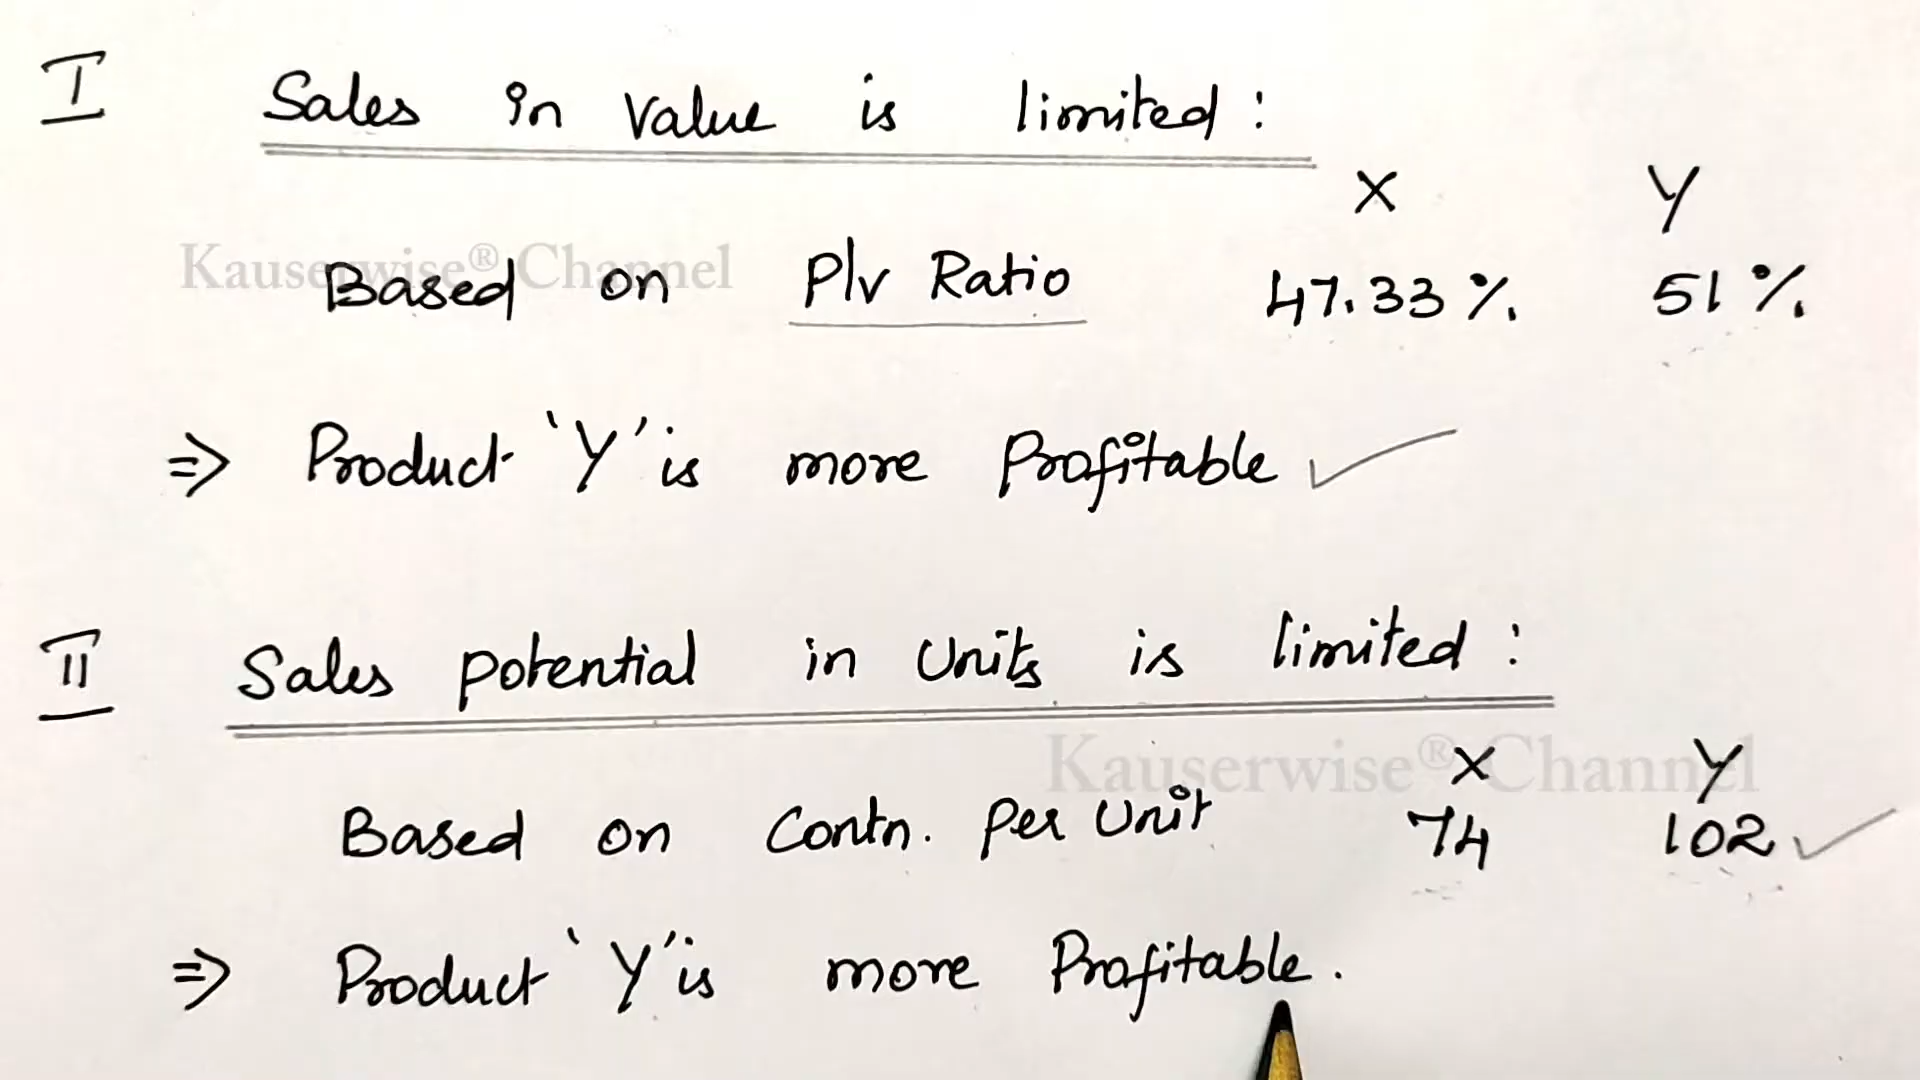 I Sales in Value is limited :
X Y
Kauserwise® Channel
Based on P/v Ratio 47.33 % 51 %
⇒ Product 'Y' is more Profitable ✓
II Sales potential in Units is limited :
Kauserwise® Channel
X Y
Based on Contn. Per Unit 74 102 ✓
⇒ Product 'Y' is more Profitable.